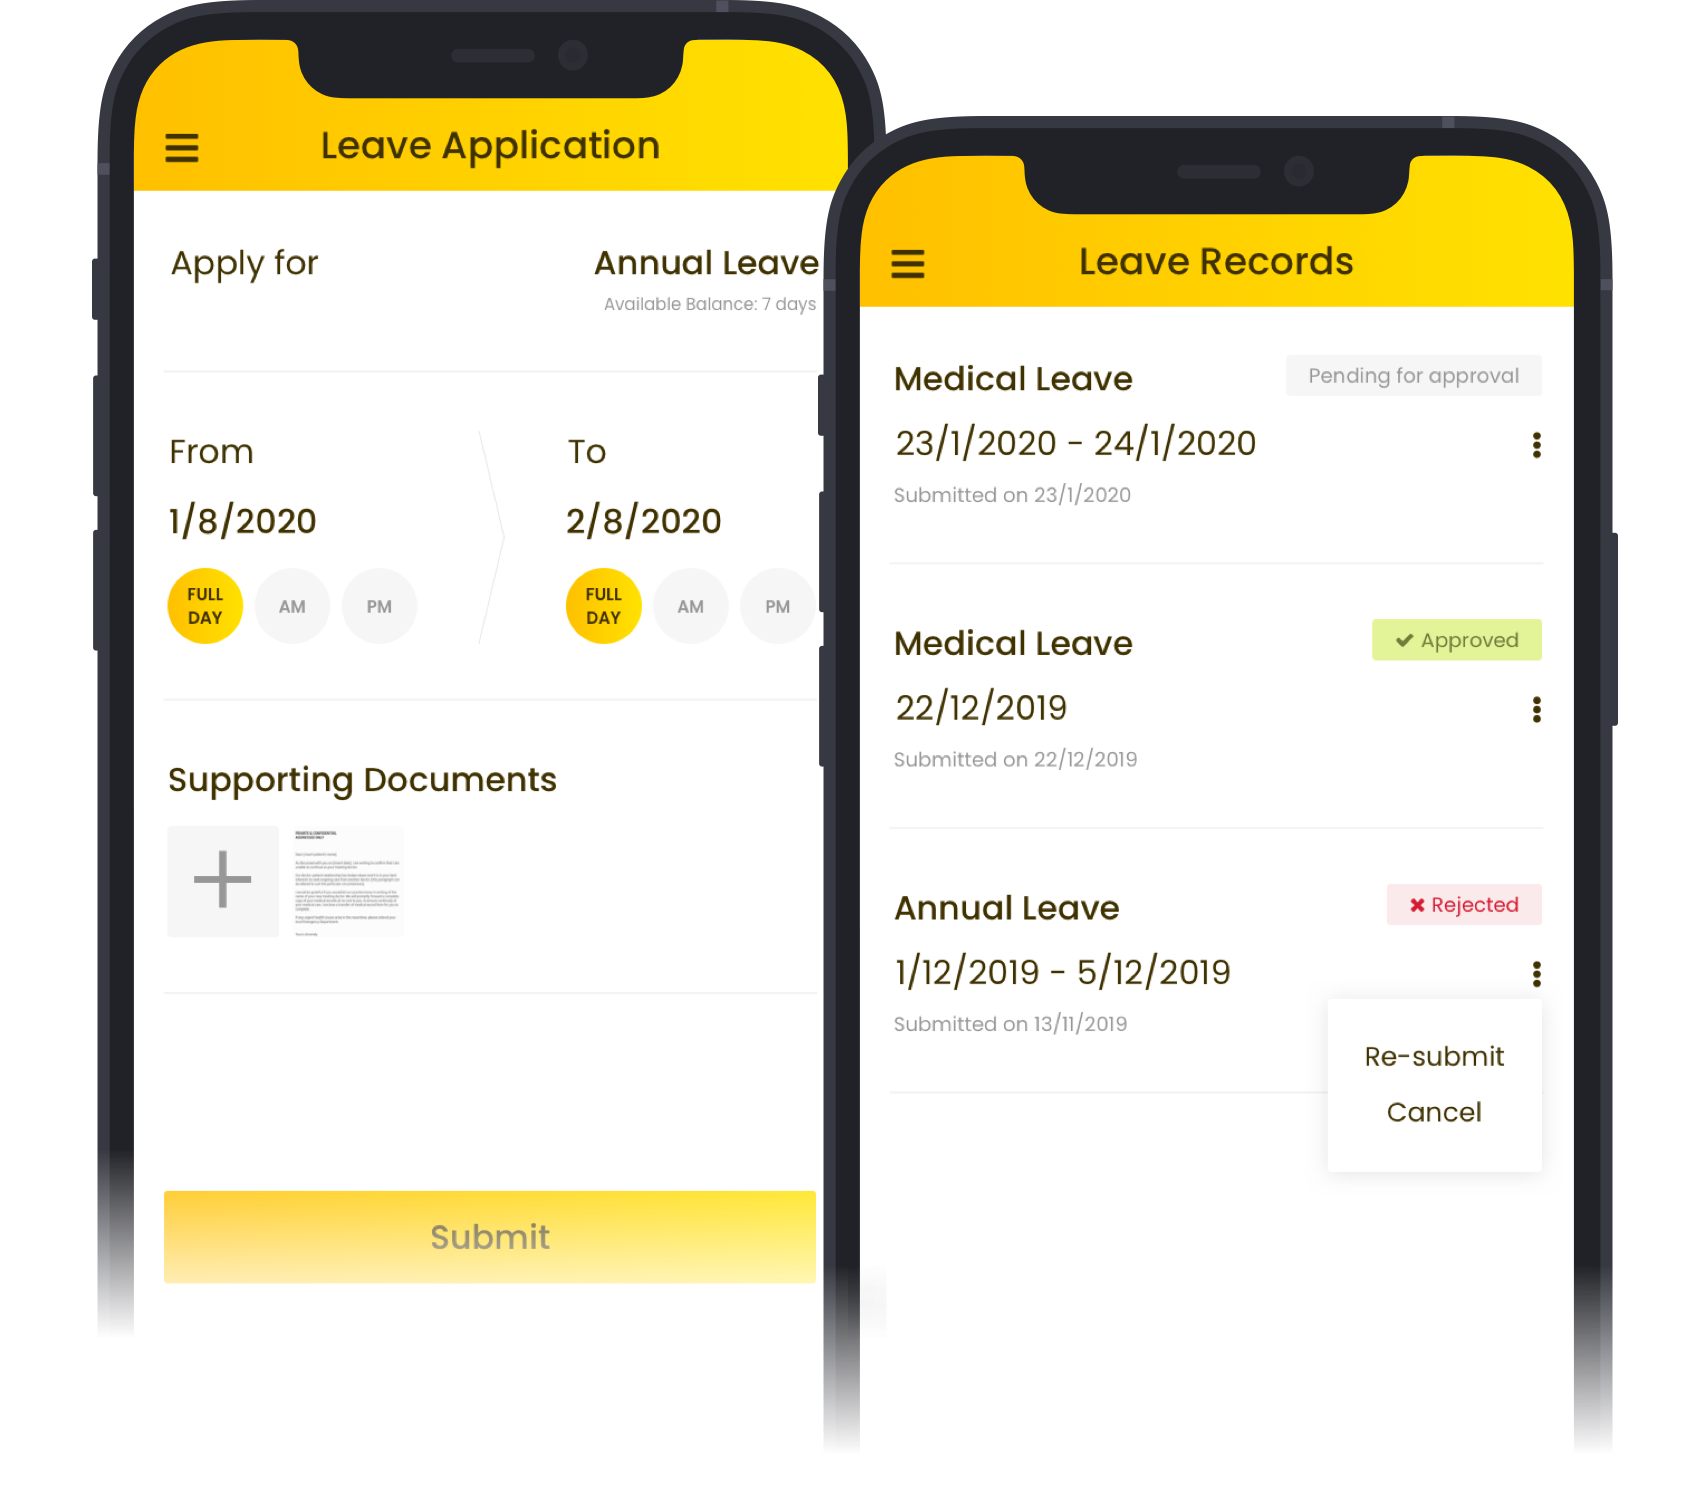 Leave Application
Apply for
Annual Leave
Available Balance: 7 days
From
To
1/8/2020
2/8/2020
FULL DAY
AM
PM
FULL DAY
AM
PM
Supporting Documents
PRIVATE & CONFIDENTIAL
Submit
Leave Records
Medical Leave
Pending for approval
23/1/2020 - 24/1/2020
Submitted on 23/1/2020
Medical Leave
Approved
22/12/2019
Submitted on 22/12/2019
Annual Leave
Rejected
1/12/2019 - 5/12/2019
Submitted on 13/11/2019
Re-submit
Cancel